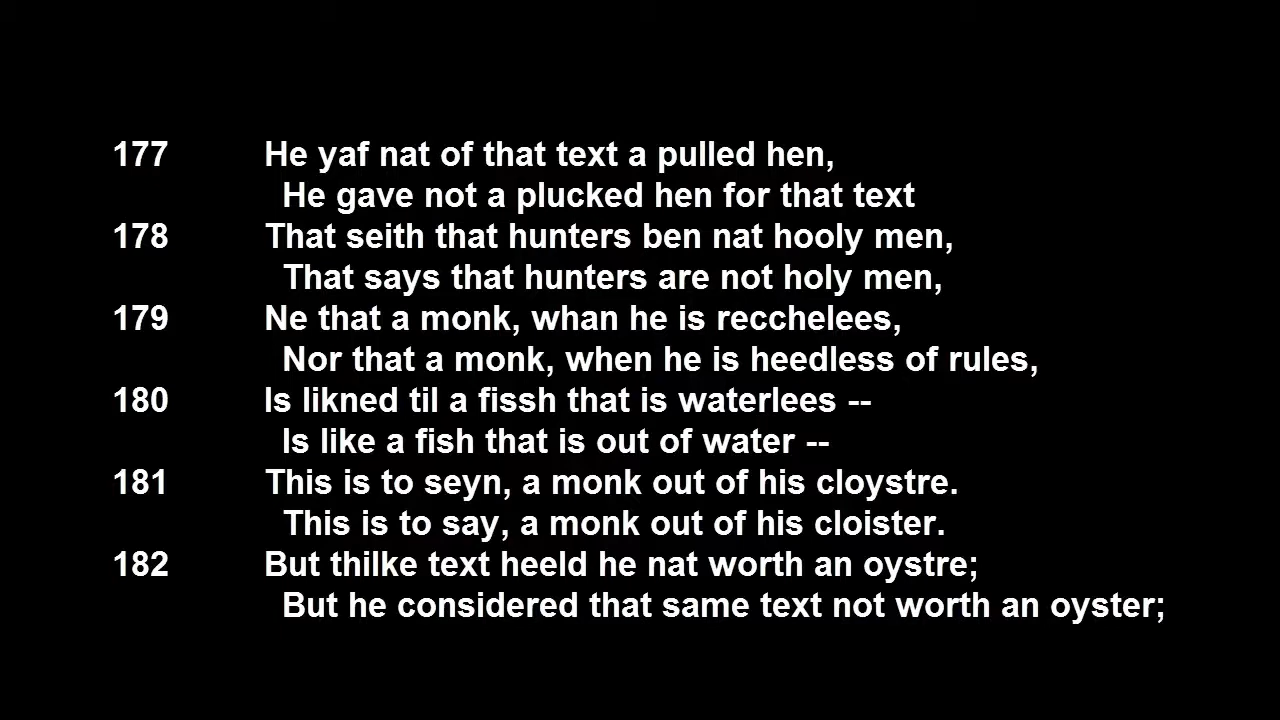 177 He yaf nat of that text a pulled hen,
He gave not a plucked hen for that text
178 That seith that hunters ben nat hooly men,
That says that hunters are not holy men,
179 Ne that a monk, whan he is recchelees,
Nor that a monk, when he is heedless of rules,
180 Is likned til a fissh that is waterlees --
Is like a fish that is out of water --
181 This is to seyn, a monk out of his cloystre.
This is to say, a monk out of his cloister.
182 But thilke text heeld he nat worth an oystre;
But he considered that same text not worth an oyster;